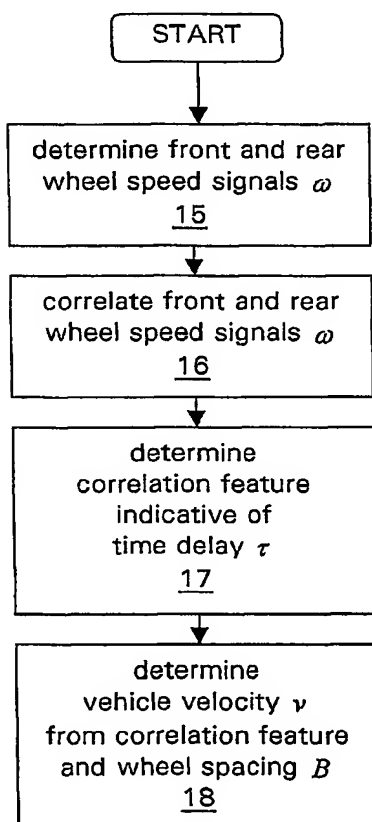 START
determine front and rear
wheel speed signals ω
15
correlate front and rear
wheel speed signals ω
16
determine
correlation feature
indicative of
time delay τ
17
determine
vehicle velocity v
from correlation feature
and wheel spacing B
18